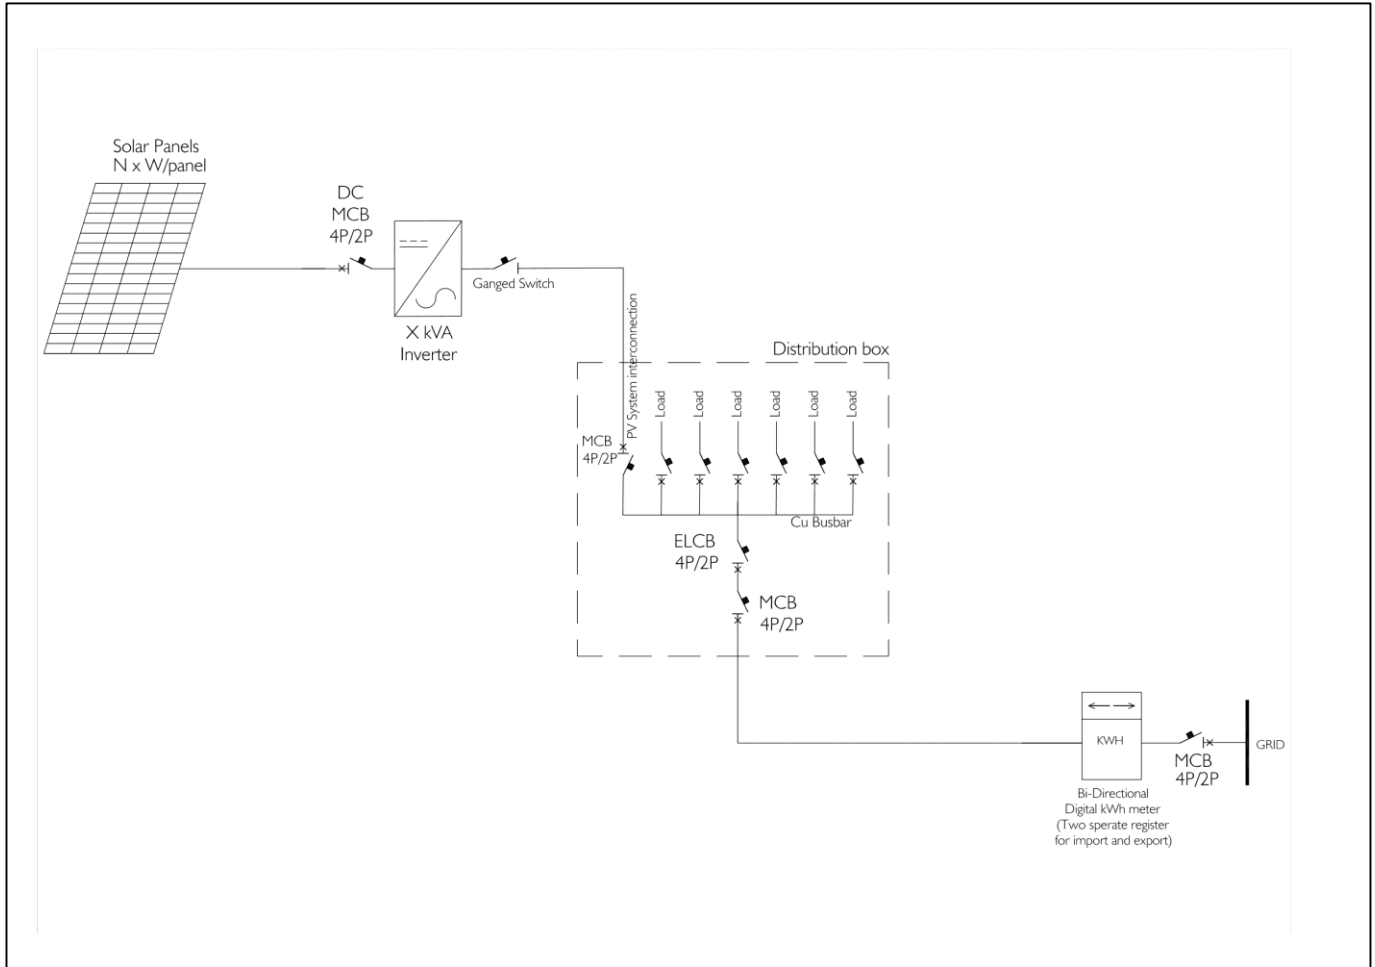 Solar Panels
N x W/panel
DC
MCB
4P/2P
Ganged Switch
X kVA
Inverter
PV System interconnection
Distribution box
Load
Load
Load
Load
Load
Load
MCB
4P/2P
Cu Busbar
ELCB
4P/2P
MCB
4P/2P
KWH
GRID
MCB
4P/2P
Bi-Directional
Digital kWh meter
(Two sperate register
for import and export)